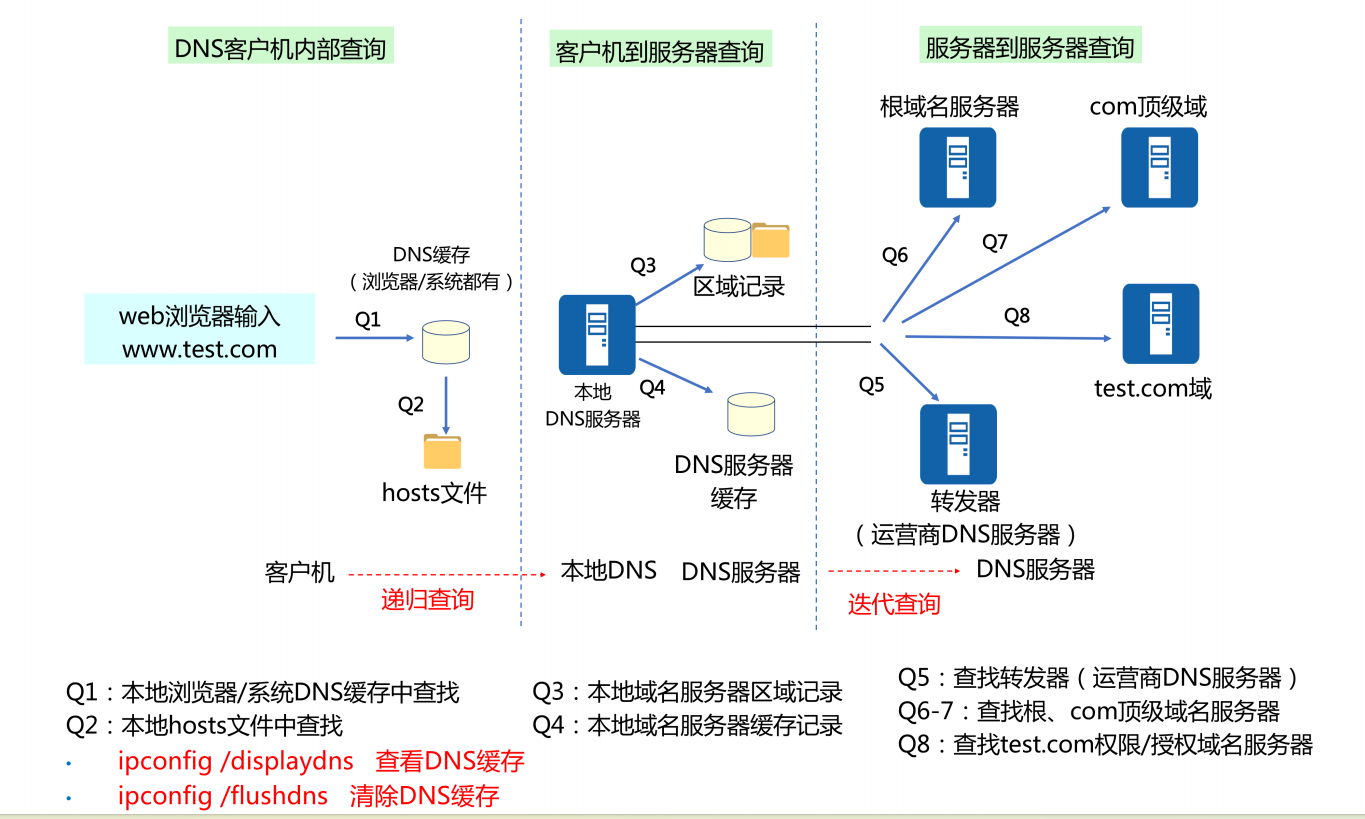 DNS客户机内部查询
客户机到服务器查询
服务器到服务器查询
根域名服务器
com顶级域
DNS缓存
（浏览器/系统都有）
web浏览器输入
www.test.com
Q1
Q2
hosts文件
Q3
区域记录
本地
DNS服务器
Q4
DNS服务器
缓存
Q6
Q7
Q8
test.com域
Q5
转发器
（运营商DNS服务器）
客户机
递归查询
本地DNS
DNS服务器
迭代查询
DNS服务器
Q1：本地浏览器/系统DNS缓存中查找
Q2：本地hosts文件中查找
• ipconfig /displaydns 查看DNS缓存
• ipconfig /flushdns 清除DNS缓存
Q3：本地域名服务器区域记录
Q4：本地域名服务器缓存记录
Q5：查找转发器（运营商DNS服务器）
Q6-7：查找根、com顶级域名服务器
Q8：查找test.com权限/授权域名服务器